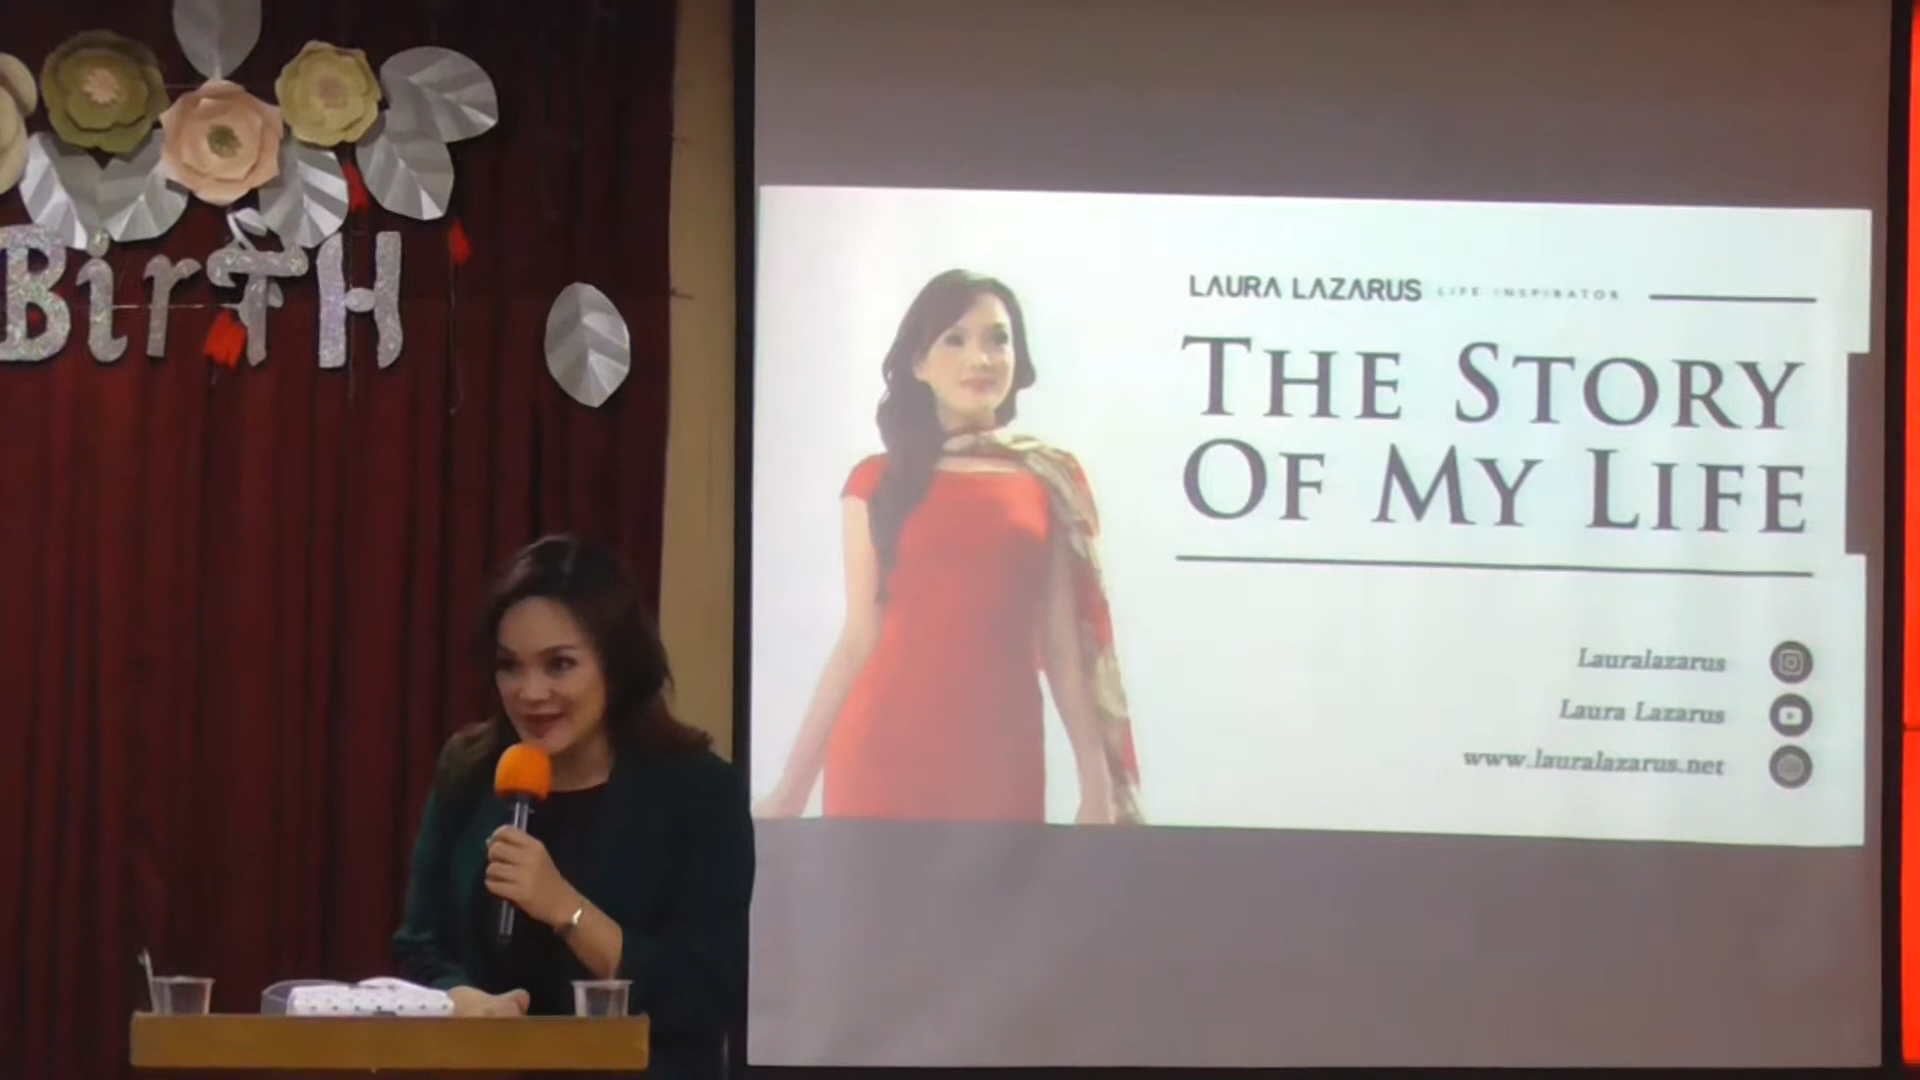 BirTH
LAURA LAZARUS LIFE INSPIRATOR
THE STORY
OF MY LIFE
Lauralazarus
Laura Lazarus
www.lauralazarus.net